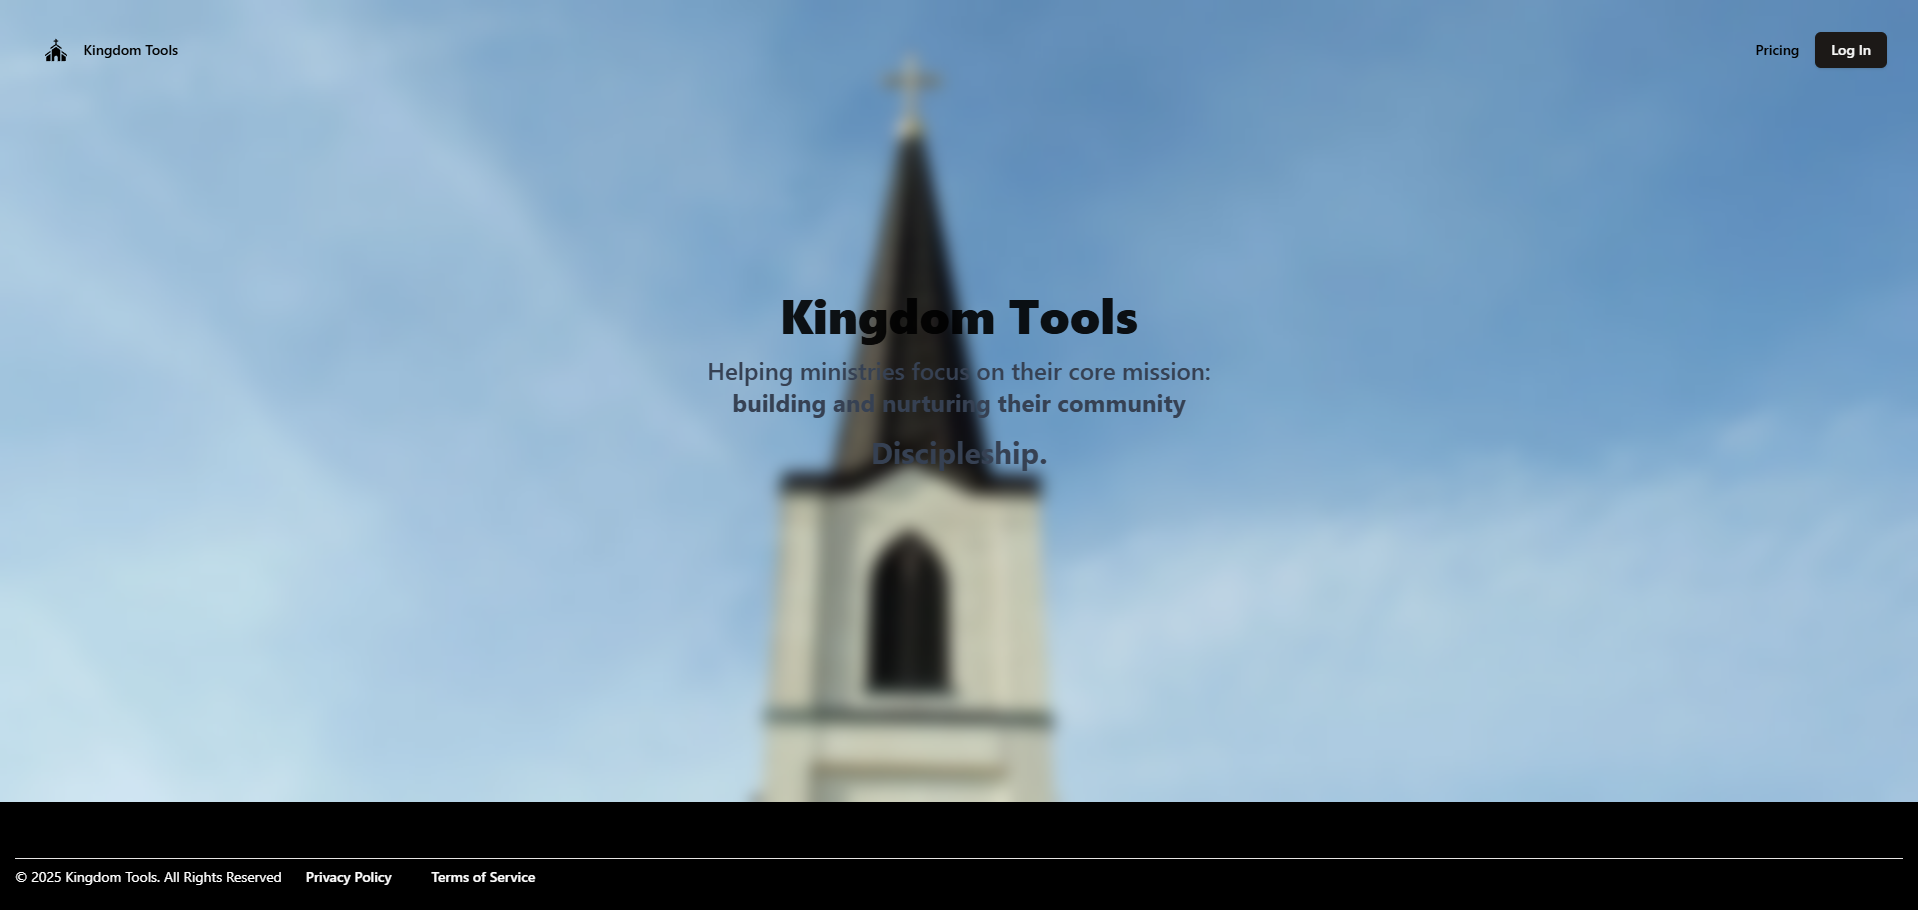 Kingdom Tools
Pricing
Log In
Kingdom Tools
Helping ministries focus on their core mission:
building and nurturing their community
Discipleship.
© 2025 Kingdom Tools. All Rights Reserved
Privacy Policy
Terms of Service